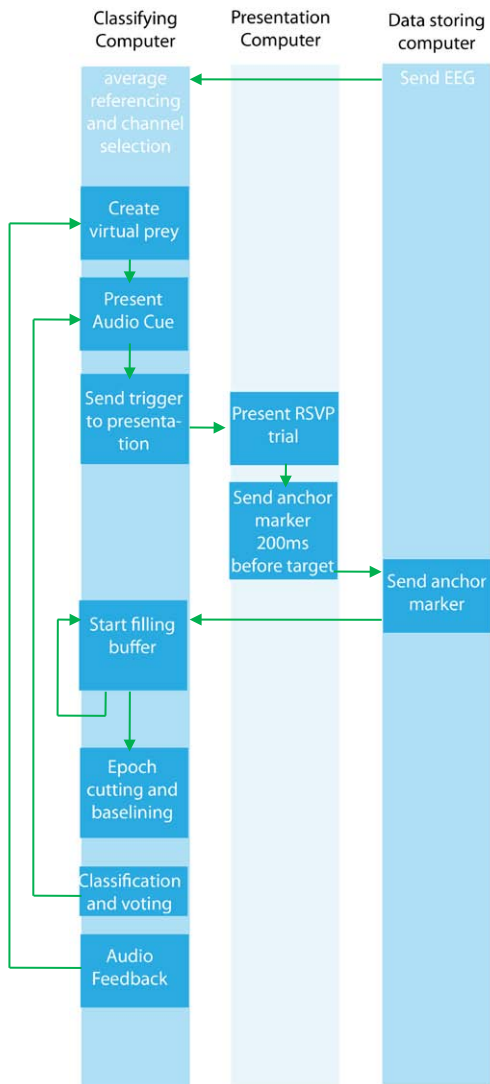 Classifying
Computer
Presentation
Computer
Data storing
computer
average
referencing
and channel
selection
Send EEG
Create
virtual prey
Present
Audio Cue
Send trigger
to presenta-
tion
Present RSVP
trial
Send anchor
marker
200ms
before target
Send anchor
marker
Start filling
buffer
Epoch
cutting and
baselining
Classification
and voting
Audio
Feedback